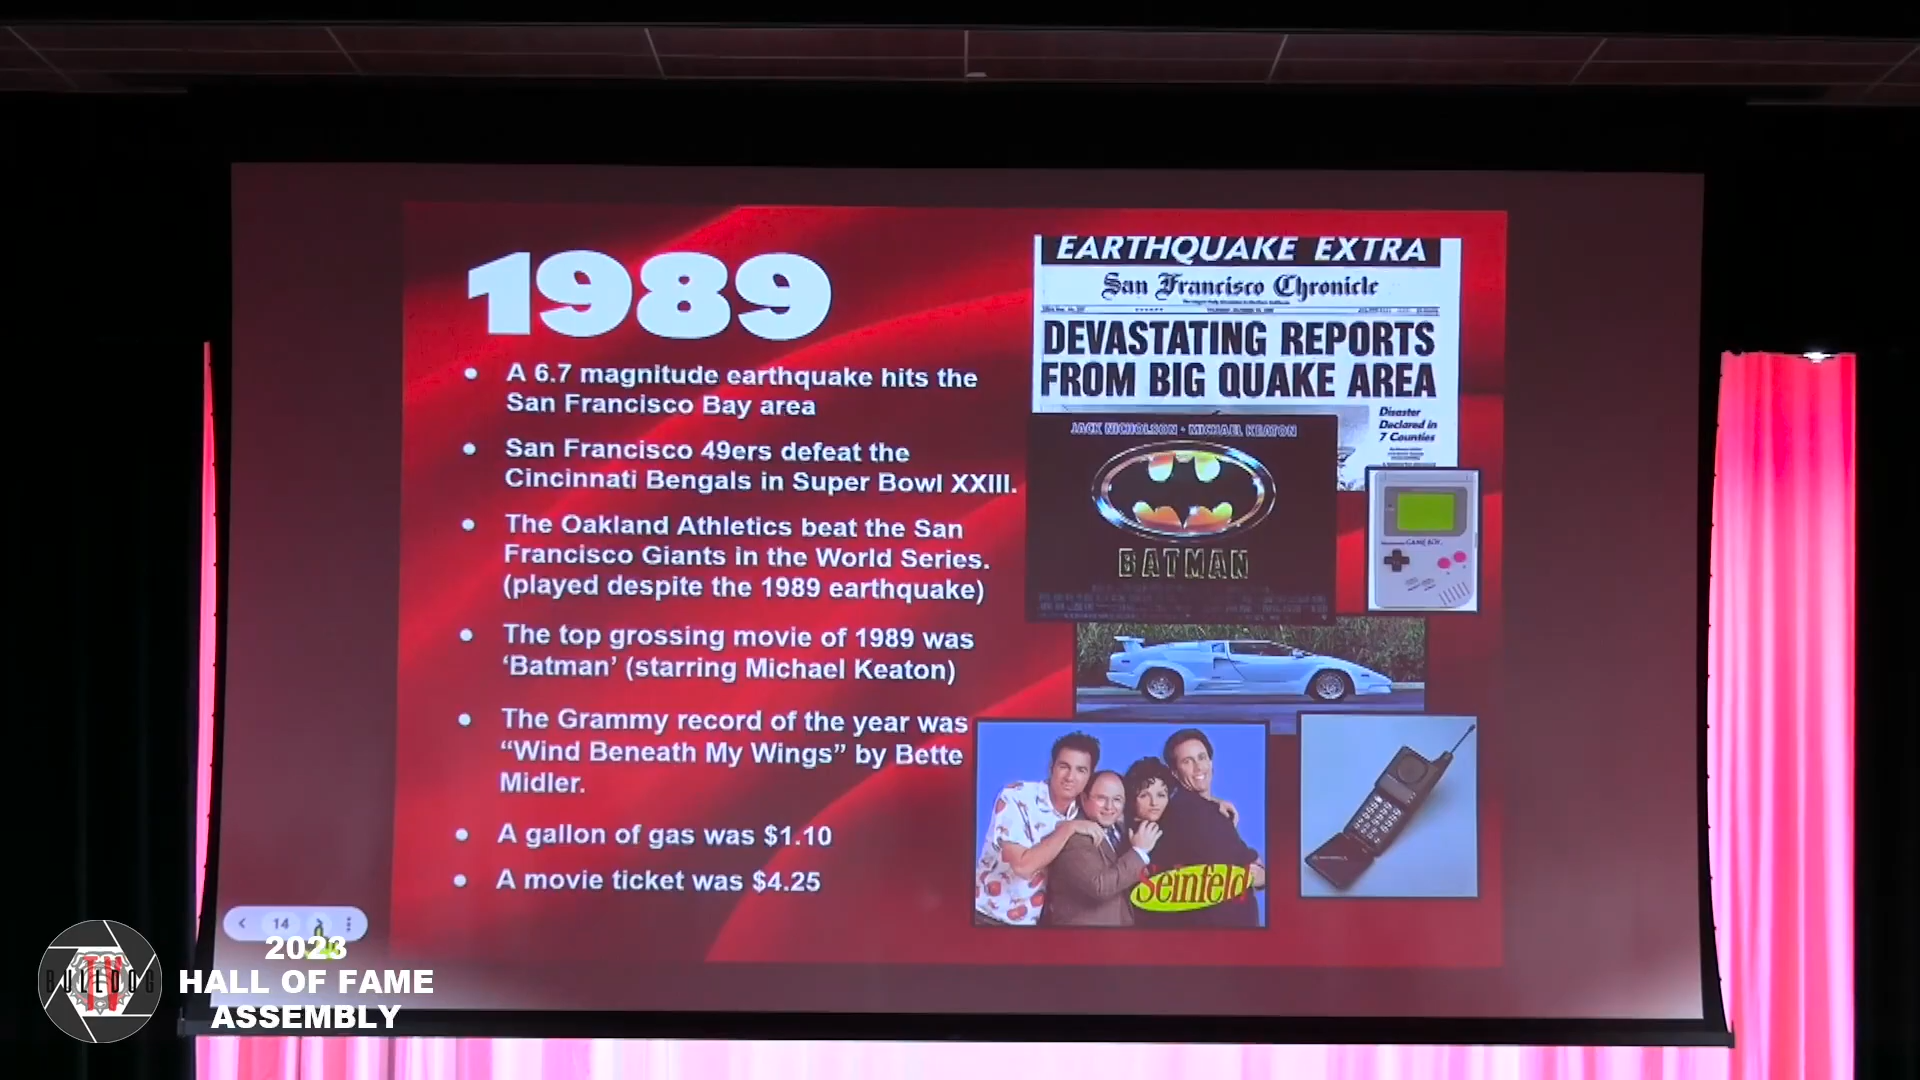 1989
A 6.7 magnitude earthquake hits the
San Francisco Bay area
San Francisco 49ers defeat the
Cincinnati Bengals in Super Bowl XXIII.
The Oakland Athletics beat the San
Francisco Giants in the World Series.
(played despite the 1989 earthquake)
The top grossing movie of 1989 was
‘Batman’ (starring Michael Keaton)
The Grammy record of the year was
“Wind Beneath My Wings” by Bette
Midler.
A gallon of gas was $1.10
A movie ticket was $4.25
EARTHQUAKE EXTRA
San Francisco Chronicle
DEVASTATING REPORTS
FROM BIG QUAKE AREA
Disaster
Declared in
7 Counties
JACK NICHOLSON • MICHAEL KEATON
BATMAN
GAME BOY
Seinfeld
14
BULLDOG
TV
2023
HALL OF FAME
ASSEMBLY